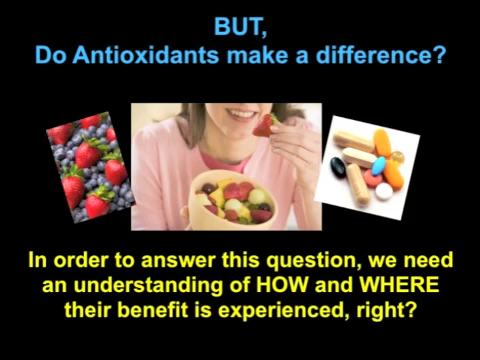 BUT,
Do Antioxidants make a difference?
In order to answer this question, we need
an understanding of HOW and WHERE
their benefit is experienced, right?